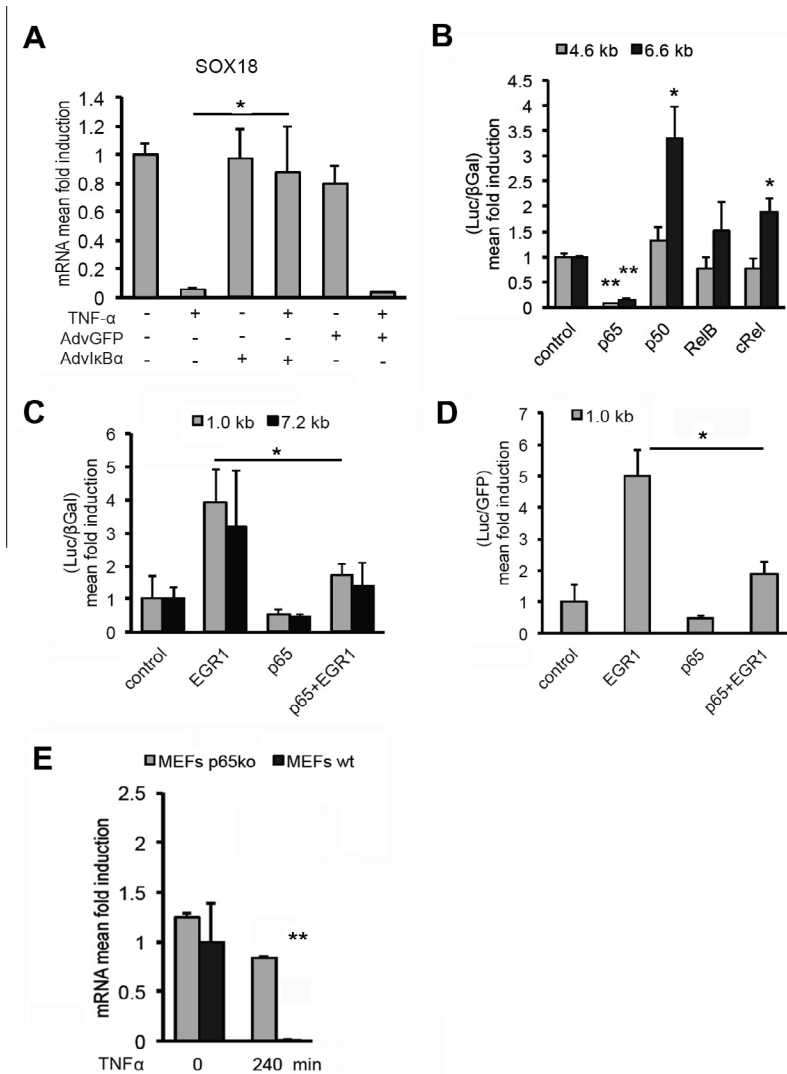 A
SOX18
mRNA mean fold induction
1.4
1.2
1
0.8
0.6
0.4
0.2
0
*
TNF-α - + - + - +
AdvGFP - - - - + +
AdvIκBα - - + + - -
B
4.6 kb 6.6 kb
(Luc/βGal)
mean fold induction
4.5
4
3.5
3
2.5
2
1.5
1
0.5
0
** ** * *
control p65 p50 RelB cRel
C
1.0 kb 7.2 kb
(Luc/βGal)
mean fold induction
6
5
4
3
2
1
0
*
control EGR1 p65 p65+EGR1
D
1.0 kb
(Luc/GFP)
mean fold induction
7
6
5
4
3
2
1
0
*
control EGR1 p65 p65+EGR1
E
MEFs p65ko MEFs wt
mRNA mean fold induction
2.5
2
1.5
1
0.5
0
**
TNFα 0 240 min